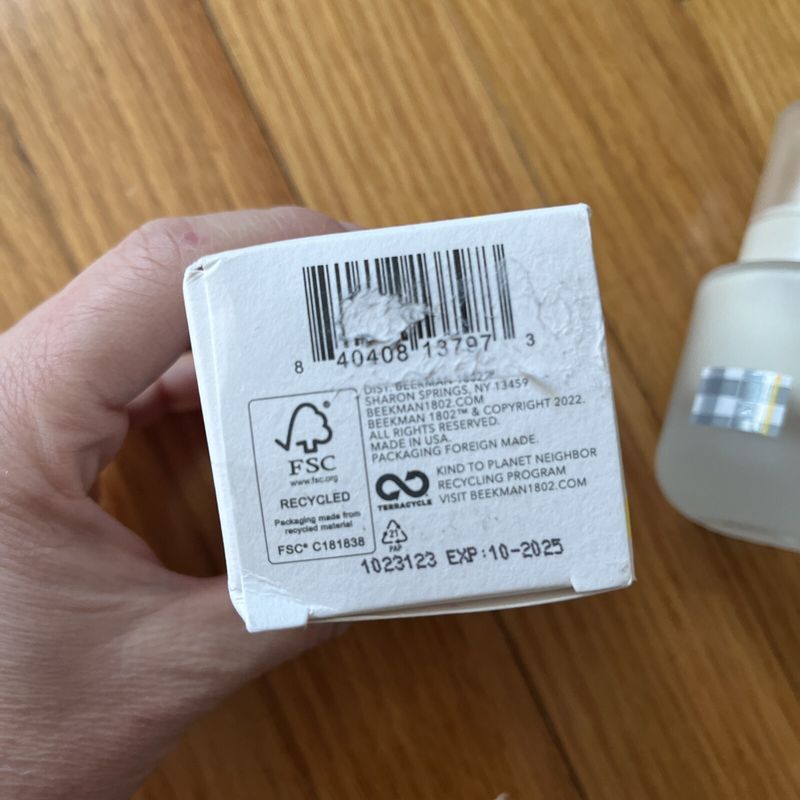 8 40408 13797 3
DIST. BEEKMAN 1802
SHARON SPRINGS, NY 13459
BEEKMAN1802.COM
BEEKMAN 1802™ & COPYRIGHT 2022.
ALL RIGHTS RESERVED.
MADE IN USA.
PACKAGING FOREIGN MADE.
FSC®
www.fsc.org
RECYCLED
Packaging made from
recycled material
FSC® C181838
TERRACYCLE
KIND TO PLANET NEIGHBOR
RECYCLING PROGRAM
VISIT BEEKMAN1802.COM
21
PAP
1023123 EXP:10-2025